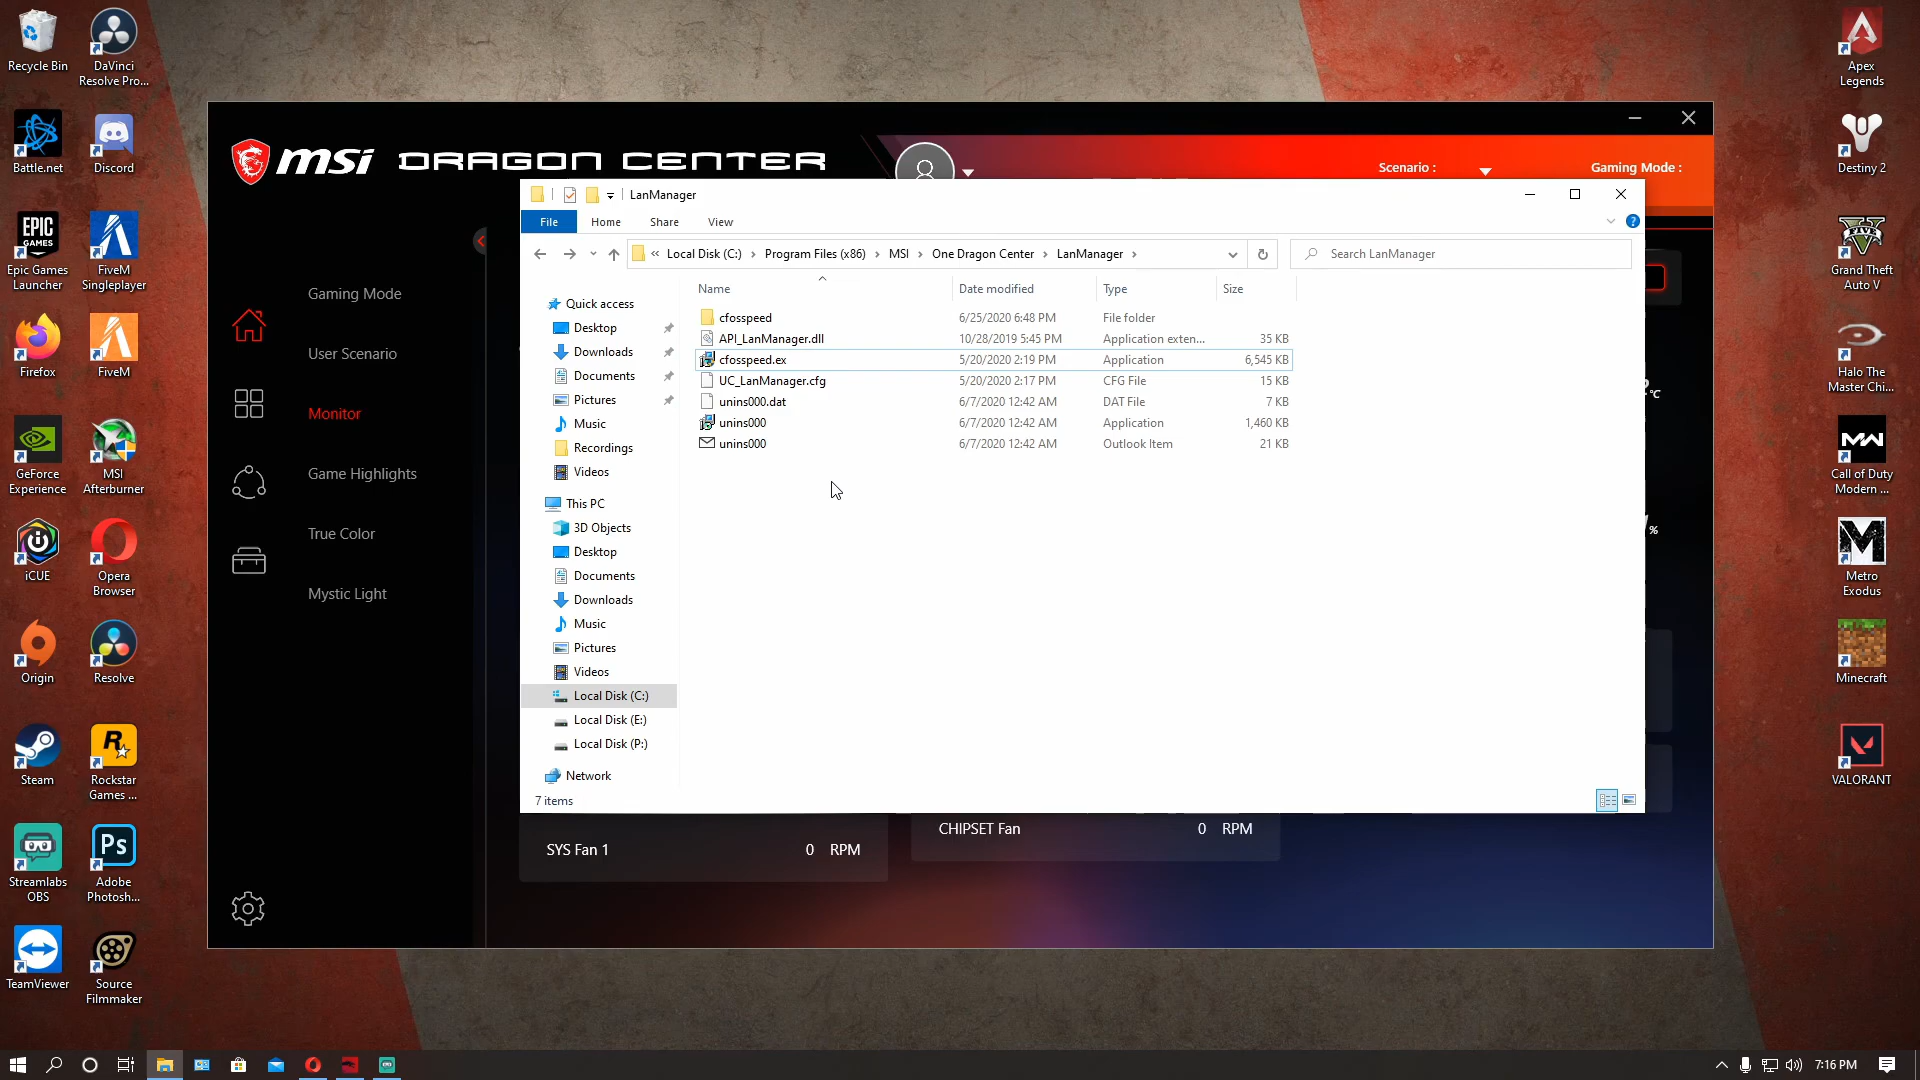 Recycle Bin
DaVinci
Resolve Pro...
Battle.net
Discord
EPIC
GAMES
Epic Games
Launcher
FiveM
Singleplayer
Firefox
FiveM
GeForce
Experience
MSI
Afterburner
iCUE
Opera
Browser
Origin
Resolve
Steam
Rockstar
Games ...
Streamlabs
OBS
Ps
Adobe
Photosh...
TeamViewer
Source
Filmmaker
msi DRAGON CENTER
Scenario :
Gaming Mode :
Gaming Mode
User Scenario
Monitor
Game Highlights
True Color
Mystic Light
LanManager
File
Home
Share
View
« Local Disk (C:) › Program Files (x86) › MSI › One Dragon Center › LanManager ›
Search LanManager
Name
Date modified
Type
Size
cfosspeed 6/25/2020 6:48 PM File folder
API_LanManager.dll 10/28/2019 5:45 PM Application exten... 35 KB
cfosspeed.ex 5/20/2020 2:19 PM Application 6,545 KB
UC_LanManager.cfg 5/20/2020 2:17 PM CFG File 15 KB
unins000.dat 6/7/2020 12:42 AM DAT File 7 KB
unins000 6/7/2020 12:42 AM Application 1,460 KB
unins000 6/7/2020 12:42 AM Outlook Item 21 KB
Quick access
Desktop
Downloads
Documents
Pictures
Music
Recordings
Videos
This PC
3D Objects
Desktop
Documents
Downloads
Music
Pictures
Videos
Local Disk (C:)
Local Disk (E:)
Local Disk (P:)
Network
7 items
°C
%
SYS Fan 1 0 RPM
CHIPSET Fan 0 RPM
Apex
Legends
Destiny 2
Grand Theft
Auto V
Halo The
Master Chi...
MW
Call of Duty
Modern ...
Metro
Exodus
Minecraft
VALORANT
7:16 PM